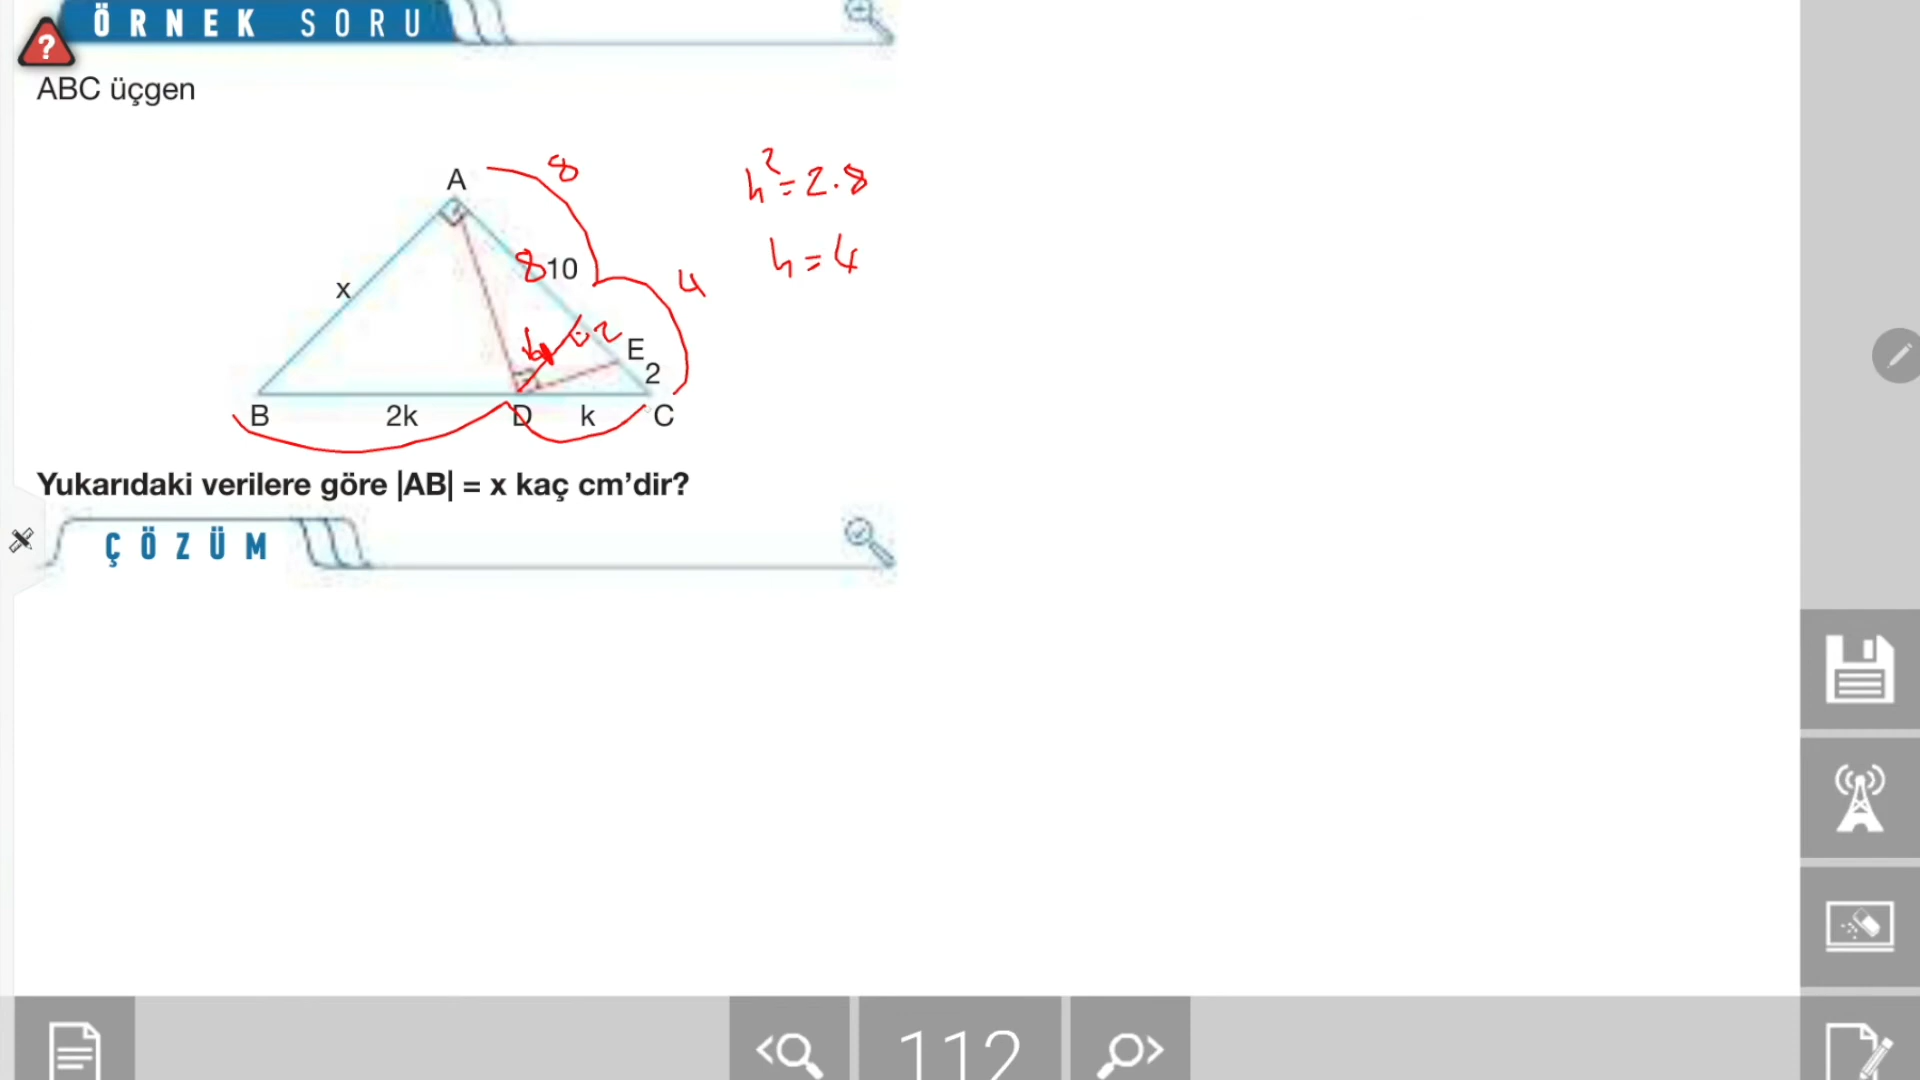 ÖRNEK SORU
?
ABC üçgen
A
8
h²=2.8
x
8
10
4
h=4
h
2
E
2
B
2k
D
k
C
Yukarıdaki verilere göre |AB| = x kaç cm’dir?
ÇÖZÜM
112